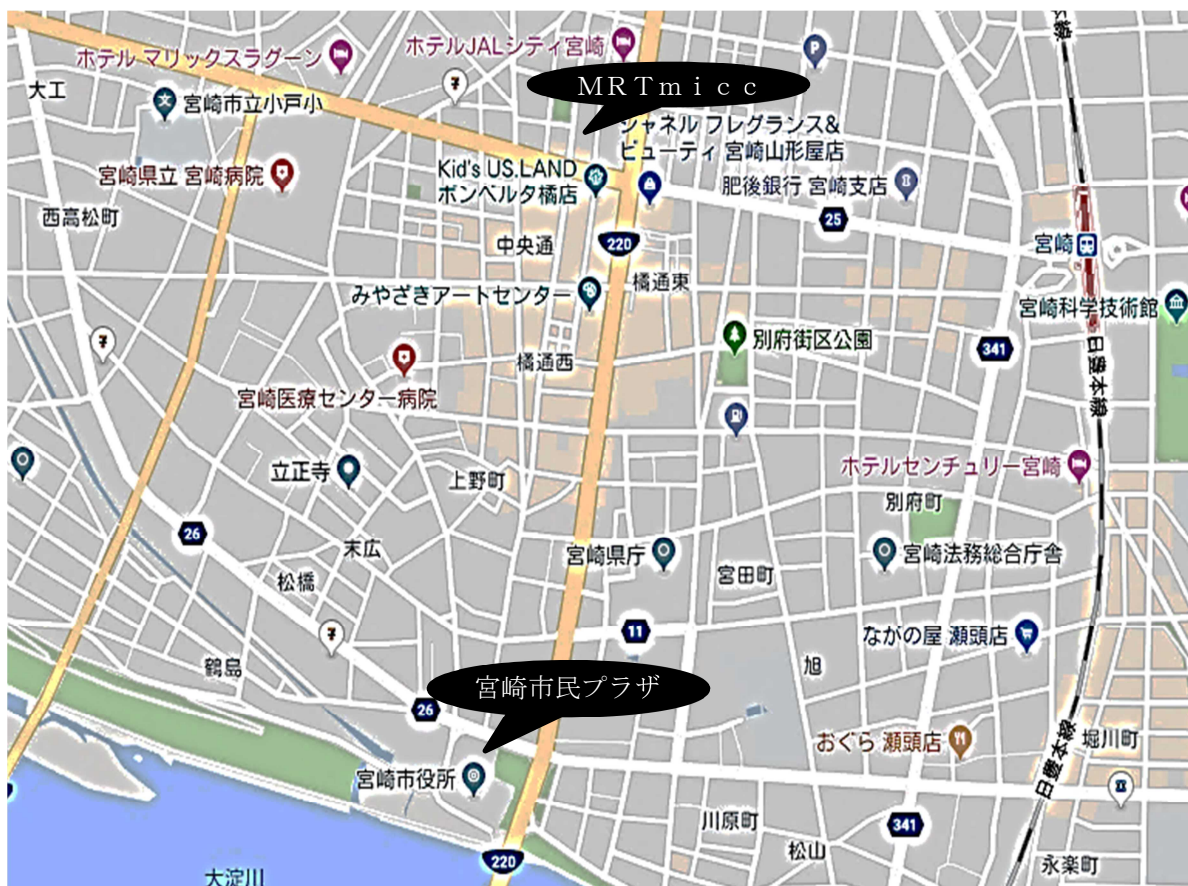 本線
ホテルJALシティ宮崎
ホテル マリックスラグーン
P
大工
宮崎市立小戸小
文
〒
ＭＲＴｍｉｃｃ
シャネル フレグランス&
ビューティ 宮崎山形屋店
Kid's US.LAND
ボンベルタ橘店
宮崎県立 宮崎病院
肥後銀行 宮崎支店
西高松町
25
中央通
220
宮崎
橘通東
みやざきアートセンター
宮崎科学技術館
〒
別府街区公園
341
日豊本線
橘通西
宮崎医療センター病院
ホテルセンチュリー宮崎
立正寺
上野町
別府町
26
末広
宮崎県庁
宮崎法務総合庁舎
宮田町
松橋
〒
11
ながの屋 瀬頭店
鶴島
旭
宮崎市民プラザ
26
おぐら 瀬頭店
日豊本線
堀川町
宮崎市役所
川原町
341
松山
220
永楽町
大淀川